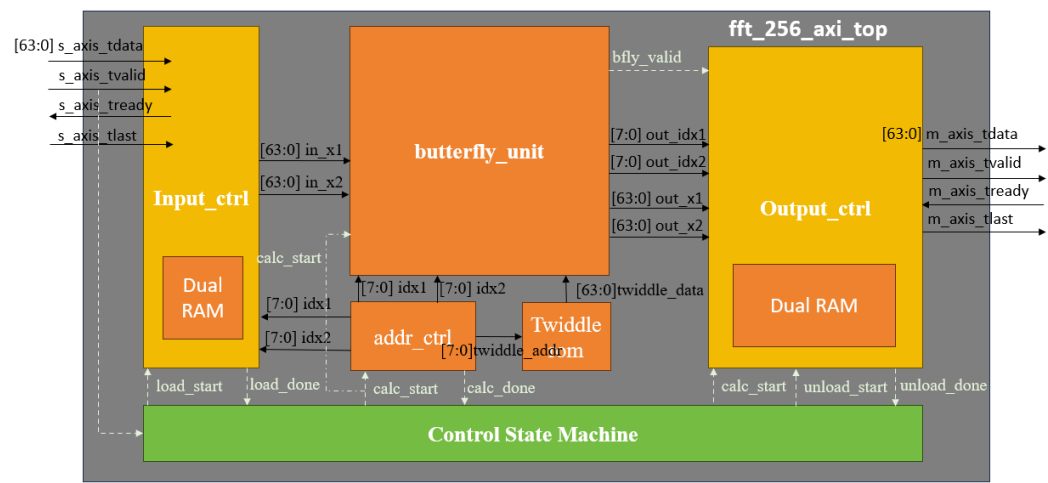 fft_256_axi_top
[63:0] s_axis_tdata
s_axis_tvalid
s_axis_tready
s_axis_tlast
Input_ctrl
Dual
RAM
[63:0] in_x1
[63:0] in_x2
butterfly_unit
bfly_valid
[7:0] out_idx1
[7:0] out_idx2
[63:0] out_x1
[63:0] out_x2
Output_ctrl
Dual RAM
[63:0] m_axis_tdata
m_axis_tvalid
m_axis_tready
m_axis_tlast
calc_start
[7:0] idx1
[7:0] idx2
[63:0]twiddle_data
[7:0] idx1
[7:0] idx2
addr_ctrl
[7:0]twiddle_addr
Twiddle
rom
load_start
load_done
calc_start
calc_done
calc_start
unload_start
unload_done
Control State Machine